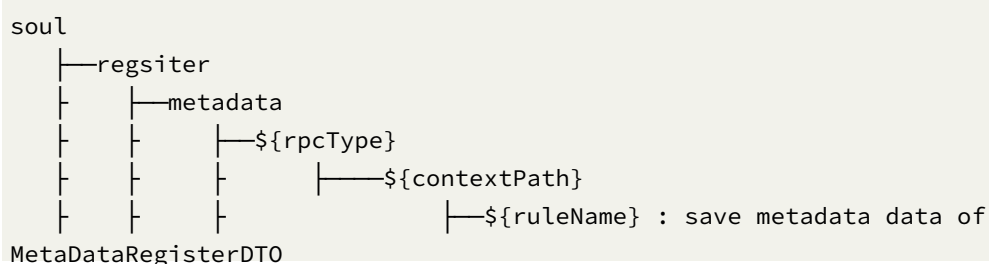 soul
   ├──regsiter
   ├    ├──metadata
   ├    ├     ├──${rpcType}
   ├    ├     ├      ├────${contextPath}
   ├    ├     ├               ├──${ruleName} : save metadata data of
MetaDataRegisterDTO